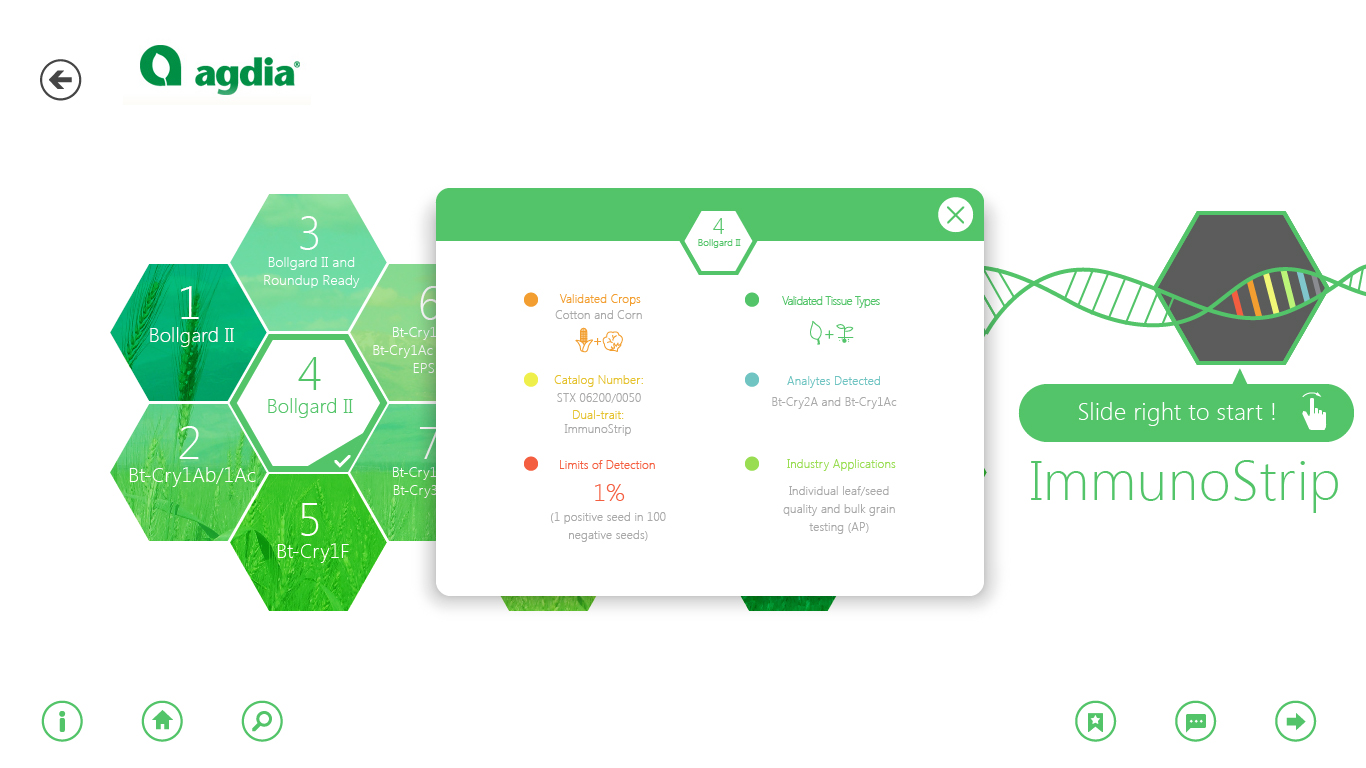 agdia®
3
Bollgard II and
Roundup Ready
1
Bollgard II
6
Bt-Cry1
Bt-Cry1Ac
EPS
4
Bollgard II
2
Bt-Cry1Ab/1Ac
7
Bt-Cry1
Bt-Cry3
5
Bt-Cry1F
4
Bollgard II
Validated Crops
Cotton and Corn
+
Catalog Number:
STX 06200/0050
Dual-trait:
ImmunoStrip
Limits of Detection
1%
(1 positive seed in 100
negative seeds)
Validated Tissue Types
+
Analytes Detected
Bt-Cry2A and Bt-Cry1Ac
Industry Applications
Individual leaf/seed
quality and bulk grain
testing (AP)
Slide right to start !
ImmunoStrip